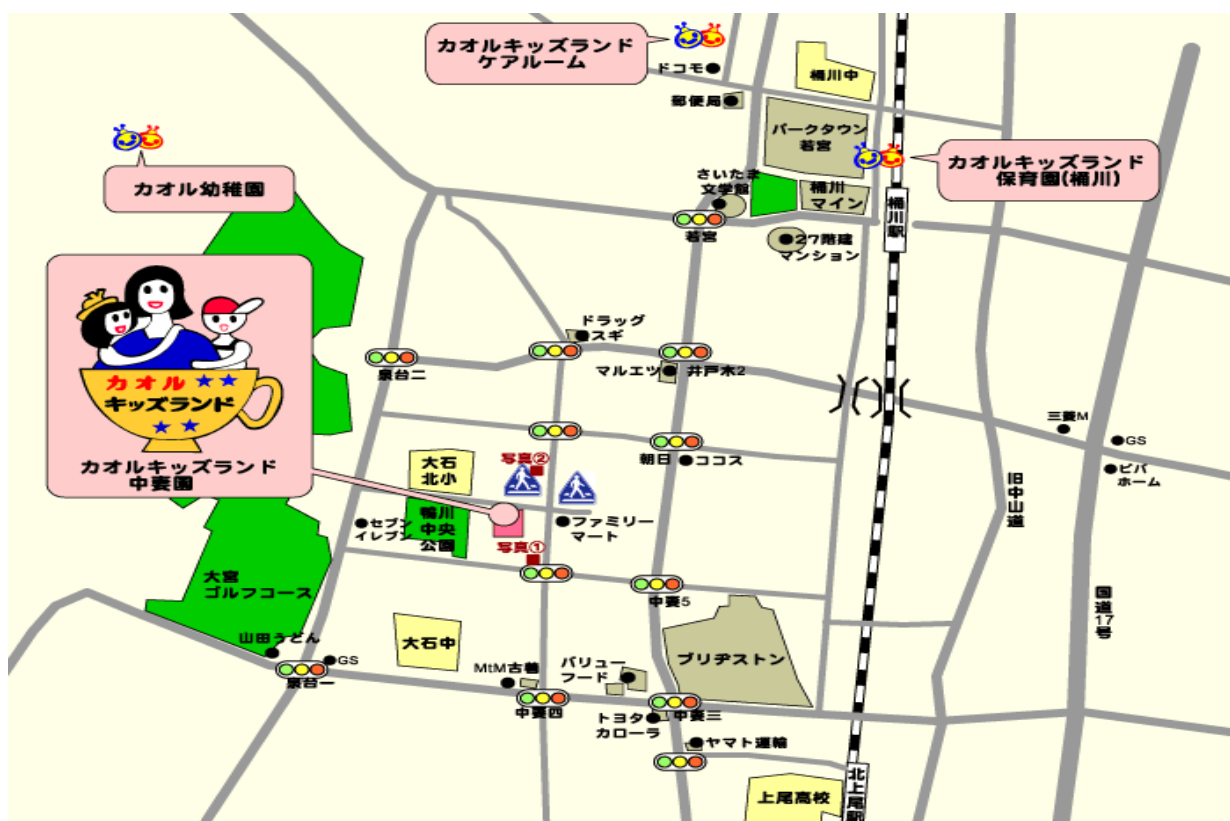 カオルキッズランド
ケアルーム
ドコモ
桶川中
郵便局
パークタウン
若宮
カオルキッズランド
保育園(桶川)
カオル幼稚園
さいたま
文学館
桶川
マイン
桶川駅
若宮
27階建
マンション
カオル
キッズランド
カオルキッズランド
中妻園
ドラッグ
スギ
泉台二
マルエツ
井戸木2
三菱M
GS
ビバ
ホーム
大石
北小
写真②
朝日
ココス
旧中山道
セブン
イレブン
鴨川
中央
公園
ファミリー
マート
写真①
大宮
ゴルフコース
中妻5
国道17号
山田うどん
GS
泉台一
大石中
MtM古着
バリュー
フード
ブリヂストン
中妻四
トヨタ
カローラ
中妻三
ヤマト運輸
上尾高校
北上尾駅